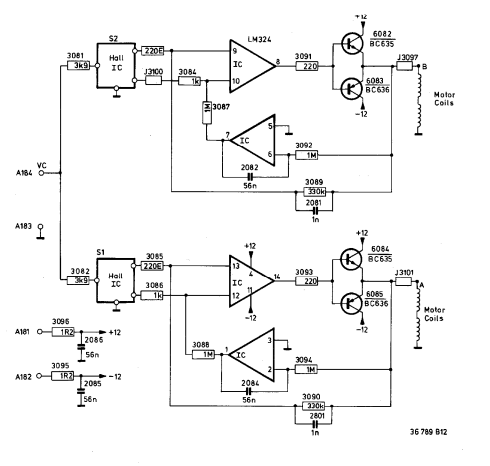 S2
LM324
+12
6082
BC635
3081
3k9
Hall
IC
220E
9
8
3091
220
J3097
B
J3100
3084
1k
10
IC
6083
BC636
-12
Motor
Coils
1M
3087
7
IC
5
6
3092
1M
2082
56n
VC
A184
3089
330k
2081
1n
A183
S1
3082
3k9
Hall
IC
3085
220E
3086
1k
+12
13
4
IC
12
11
-12
14
3093
220
+12
6084
BC635
6085
BC636
-12
J3101
A
Motor
Coils
A181
3096
1R2
+12
2086
56n
3088
1M
1
IC
3
2
3094
1M
2084
56n
A182
3095
1R2
-12
2085
56n
3090
330k
2801
1n
36 789 B12